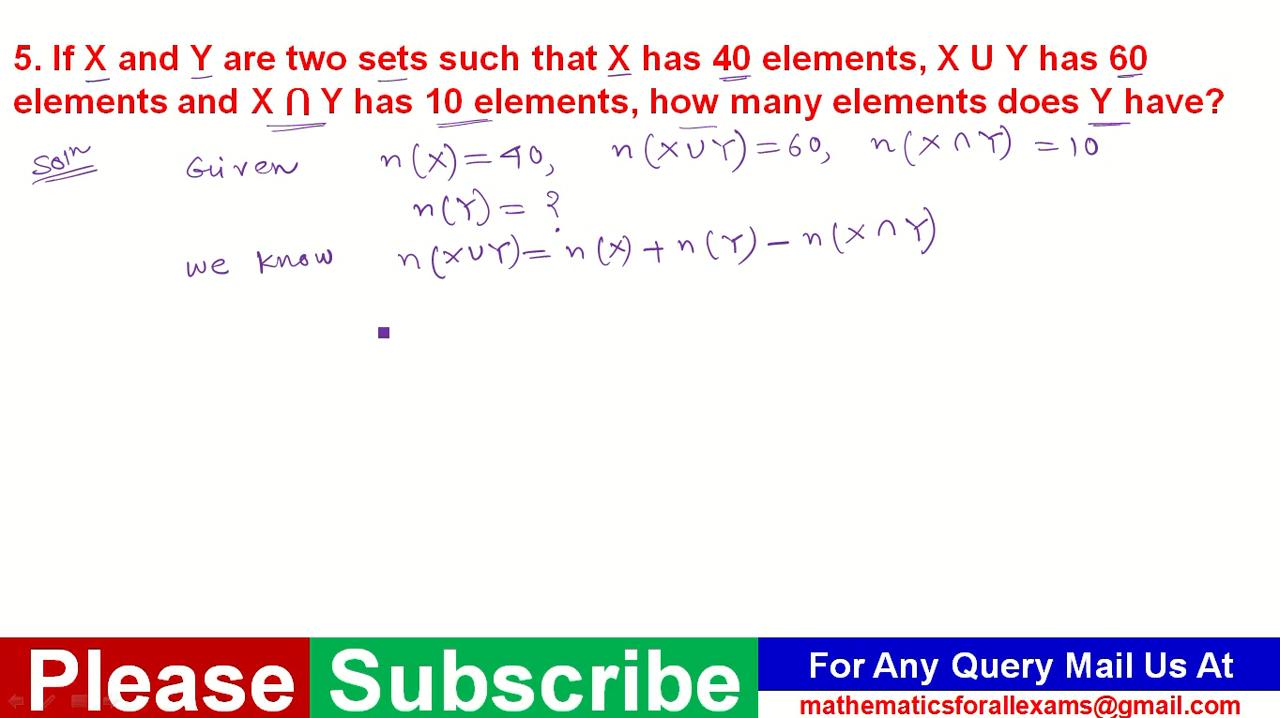 5. If X and Y are two sets such that X has 40 elements, X U Y has 60
elements and X ∩ Y has 10 elements, how many elements does Y have?
Soln Given n(X) = 40, n(X∪Y) = 60, n(X ∩ Y) = 10
n(Y) = ?
we know n(X∪Y) = n(X) + n(Y) − n(X ∩ Y)
Please Subscribe
For Any Query Mail Us At
mathematicsforallexams@gmail.com